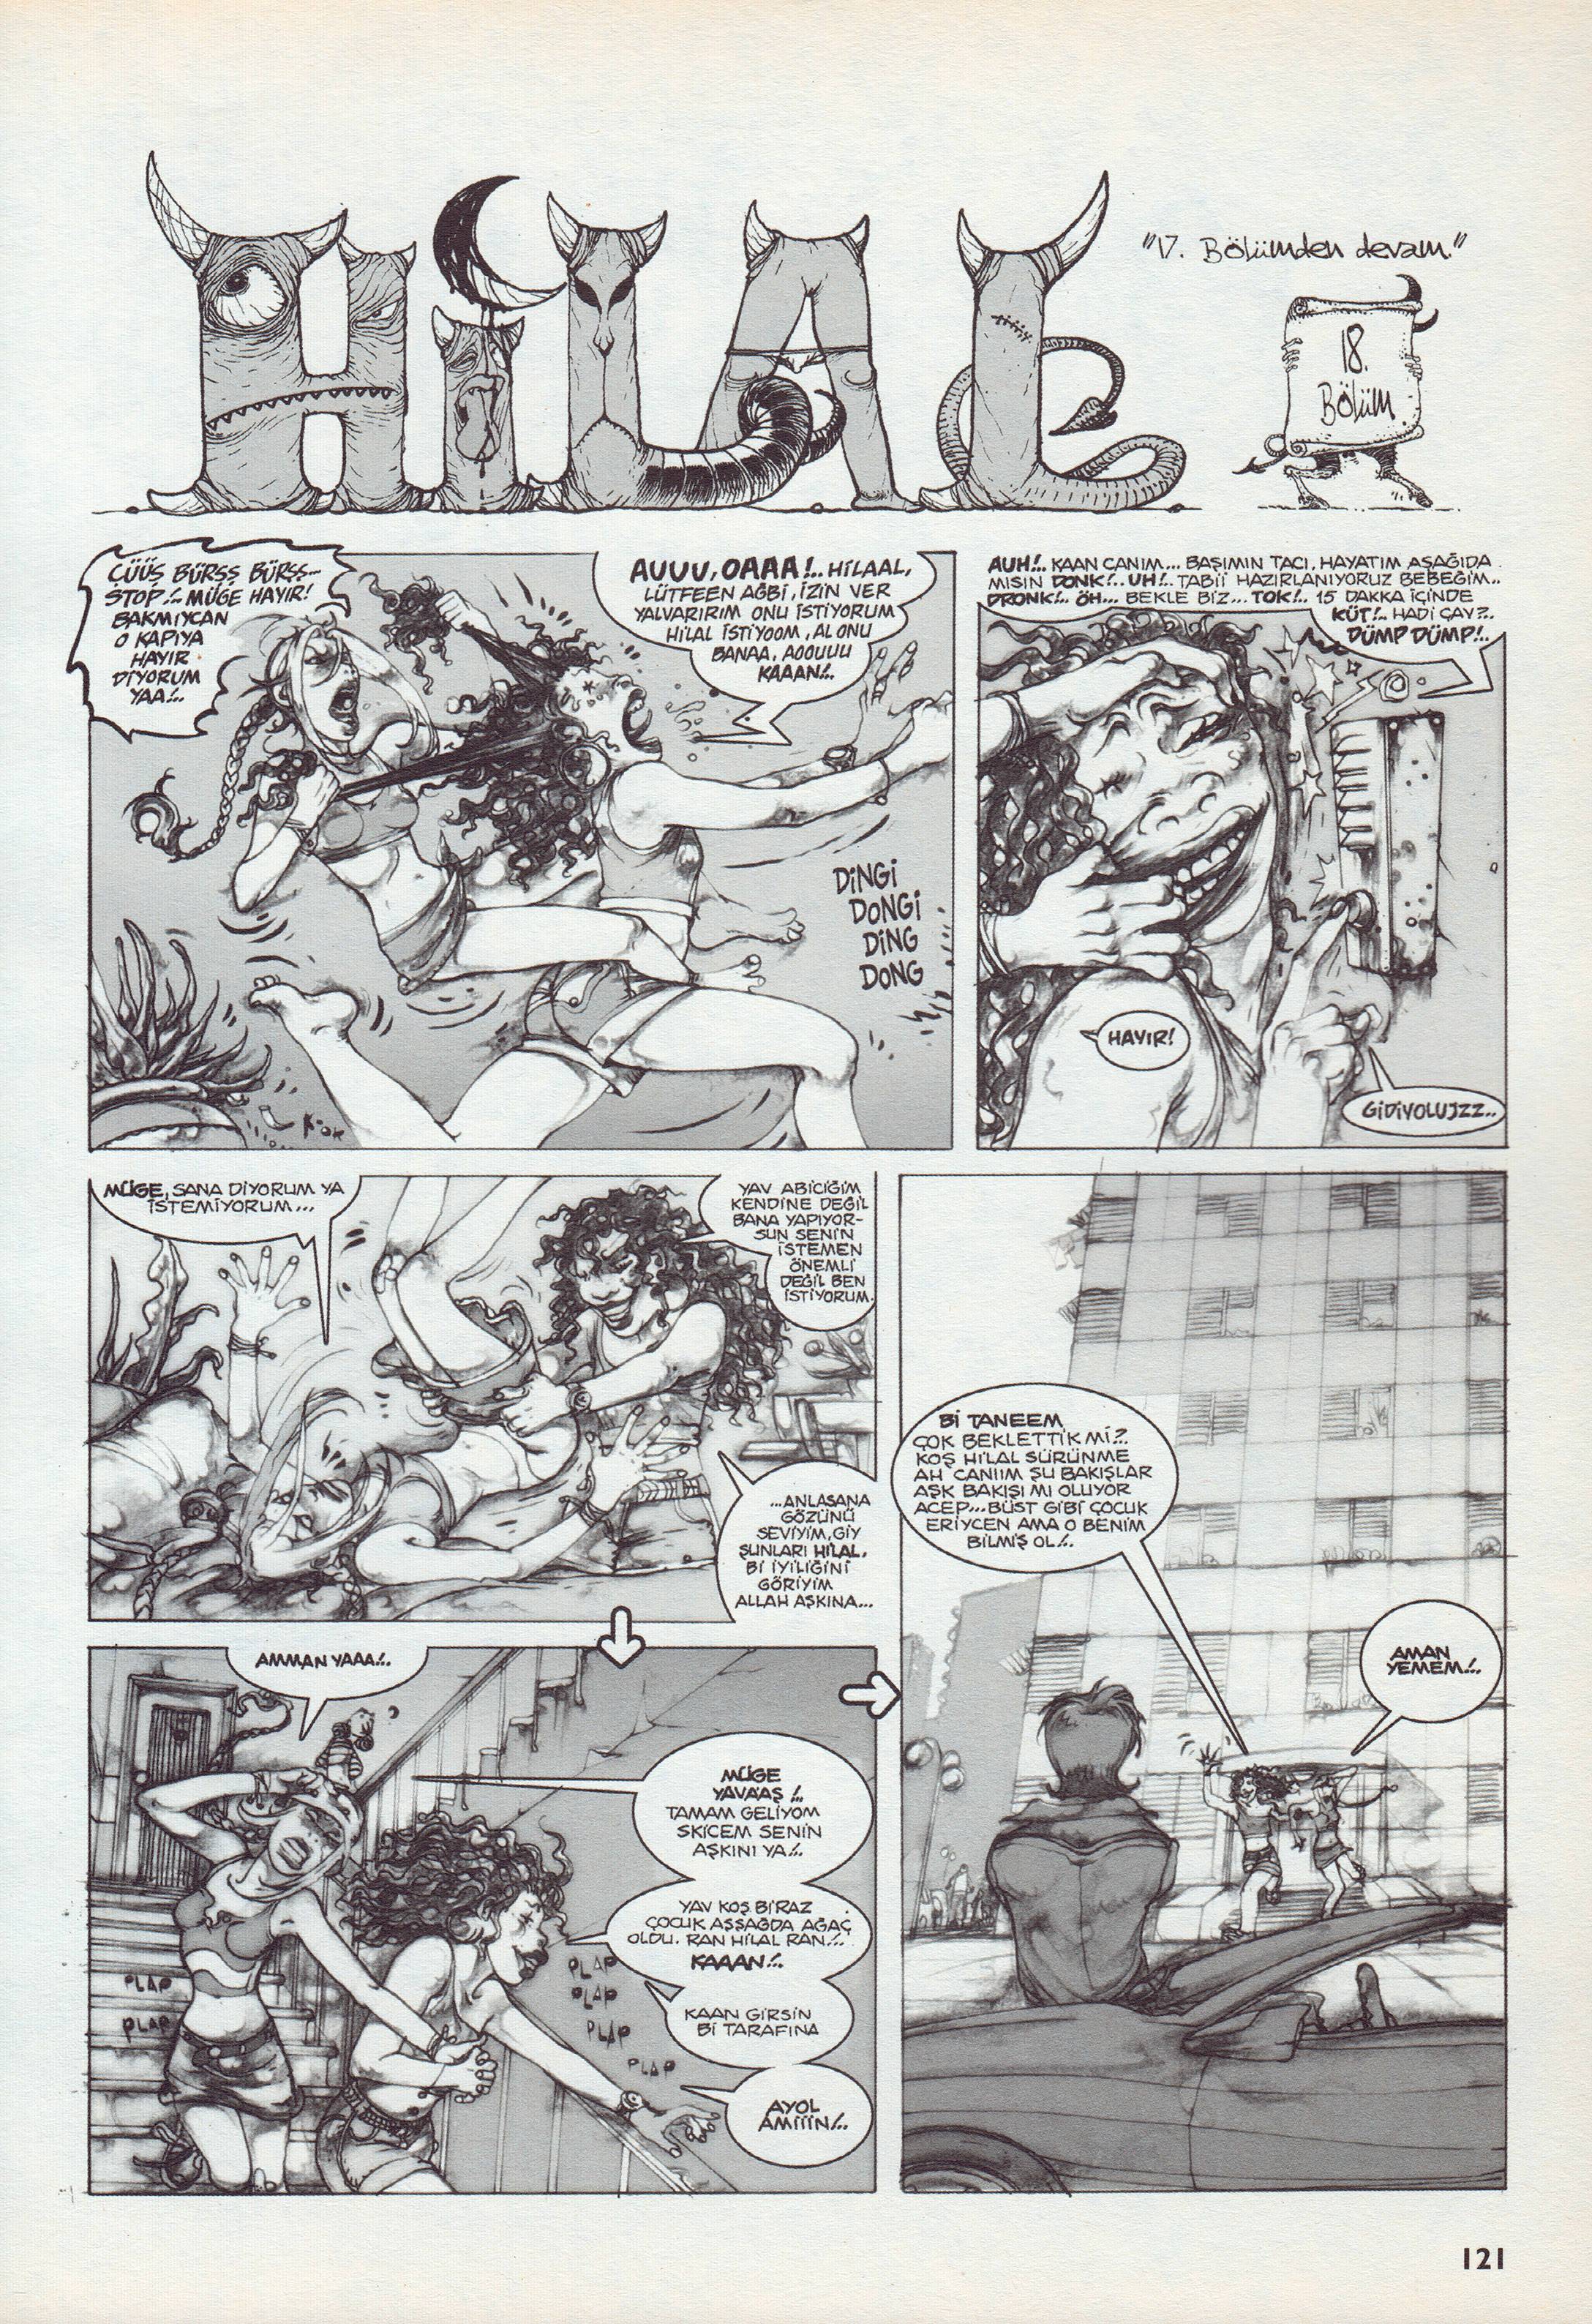 HiLAL
"17. Bölümden devam."
18.
Bölüm
ÇÜÜŞ BÜRSŞ BÜRSŞ--
STOP!.. MÜGE HAYIR!
BAKMIYCAN
O KAPIYA
HAYIR
DİYORUM
YAA!..
AUUU, OAAA!.. HİLAAL,
LÜTFEEN AĞBİ, İZİN VER
YALVARIRIM ONU İSTİYORUM
HİLAL İSTİYOOM, AL ONU
BANAA, AOOUUU
KAAAN!..
DİNGİ
DONGİ
DİNG
DONG
AUH!.. KAAN CANIM... BAŞIMIN TACI, HAYATIM AŞAĞIDA
MISIN DONK!.. UH!.. TABİİ HAZIRLANIYORUZ BEBEĞİM..
DRONK!.. ÖH... BEKLE BİZ... TOK!.. 15 DAKKA İÇİNDE
KÜT!.. HADİ ÇAV?..
DÜMP DÜMP!..
HAYIR!
GİDİYOLUJZZ..
MÜGE, SANA DİYORUM YA
İSTEMİYORUM...
YAV ABİCİĞİM
KENDİNE DEĞİL
BANA YAPIYOR-
SUN SENİN
İSTEMEN
ÖNEMLİ
DEĞİL BEN
İSTİYORUM.
...ANLASANA
GÖZÜNÜ
SEVİYİM, GİY
ŞUNLARI HİLAL.
Bİ İYİLİĞİNİ
GÖRİYİM
ALLAH AŞKINA...
AMMAN YAAA!..
MÜGE
YAVAAŞ!..
TAMAM GELİYOM
SKİCEM SENİN
AŞKINI YA!..
YAV KOŞ BİRAZ
ÇOCUK AŞŞAĞDA AĞAÇ
OLDU. RAN HİLAL RAN!..
KAAAN!..
KAAN GİRSİN
Bİ TARAFINA
AYOL
AMİİİN!..
PLAP
PLAP
PLAP
PLAP
PLAP
PLAP
Bİ TANEEM
ÇOK BEKLETTİK Mİ?..
KOŞ HİLAL SÜRÜNME
AH CANIIM ŞU BAKIŞLAR
AŞK BAKIŞI MI OLUYOR
ACEP... BÜST GİBİ ÇOCUK
ERİYCEN AMA O BENİM
BİLMİŞ OL!..
AMAN
YEMEM!..
121